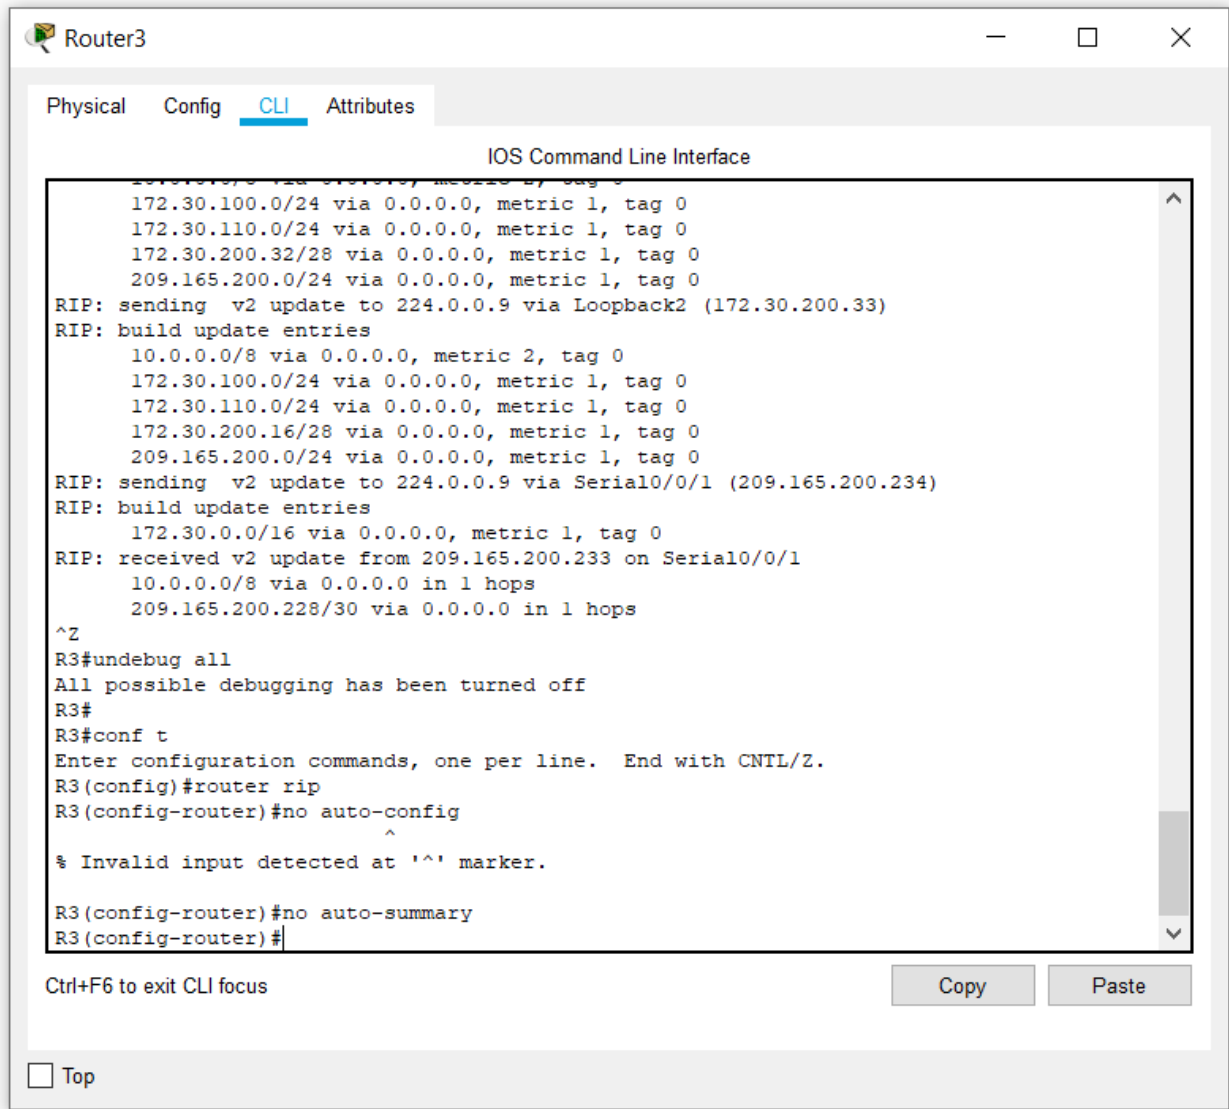 Router3
Physical Config CLI Attributes
IOS Command Line Interface
172.30.100.0/24 via 0.0.0.0, metric 1, tag 0
172.30.110.0/24 via 0.0.0.0, metric 1, tag 0
172.30.200.32/28 via 0.0.0.0, metric 1, tag 0
209.165.200.0/24 via 0.0.0.0, metric 1, tag 0
RIP: sending  v2 update to 224.0.0.9 via Loopback2 (172.30.200.33)
RIP: build update entries
10.0.0.0/8 via 0.0.0.0, metric 2, tag 0
172.30.100.0/24 via 0.0.0.0, metric 1, tag 0
172.30.110.0/24 via 0.0.0.0, metric 1, tag 0
172.30.200.16/28 via 0.0.0.0, metric 1, tag 0
209.165.200.0/24 via 0.0.0.0, metric 1, tag 0
RIP: sending  v2 update to 224.0.0.9 via Serial0/0/1 (209.165.200.234)
RIP: build update entries
172.30.0.0/16 via 0.0.0.0, metric 1, tag 0
RIP: received v2 update from 209.165.200.233 on Serial0/0/1
10.0.0.0/8 via 0.0.0.0 in 1 hops
209.165.200.228/30 via 0.0.0.0 in 1 hops
^Z
R3#undebug all
All possible debugging has been turned off
R3#
R3#conf t
Enter configuration commands, one per line.  End with CNTL/Z.
R3(config)#router rip
R3(config-router)#no auto-config
^
% Invalid input detected at '^' marker.
R3(config-router)#no auto-summary
R3(config-router)#
Ctrl+F6 to exit CLI focus
Copy Paste
Top